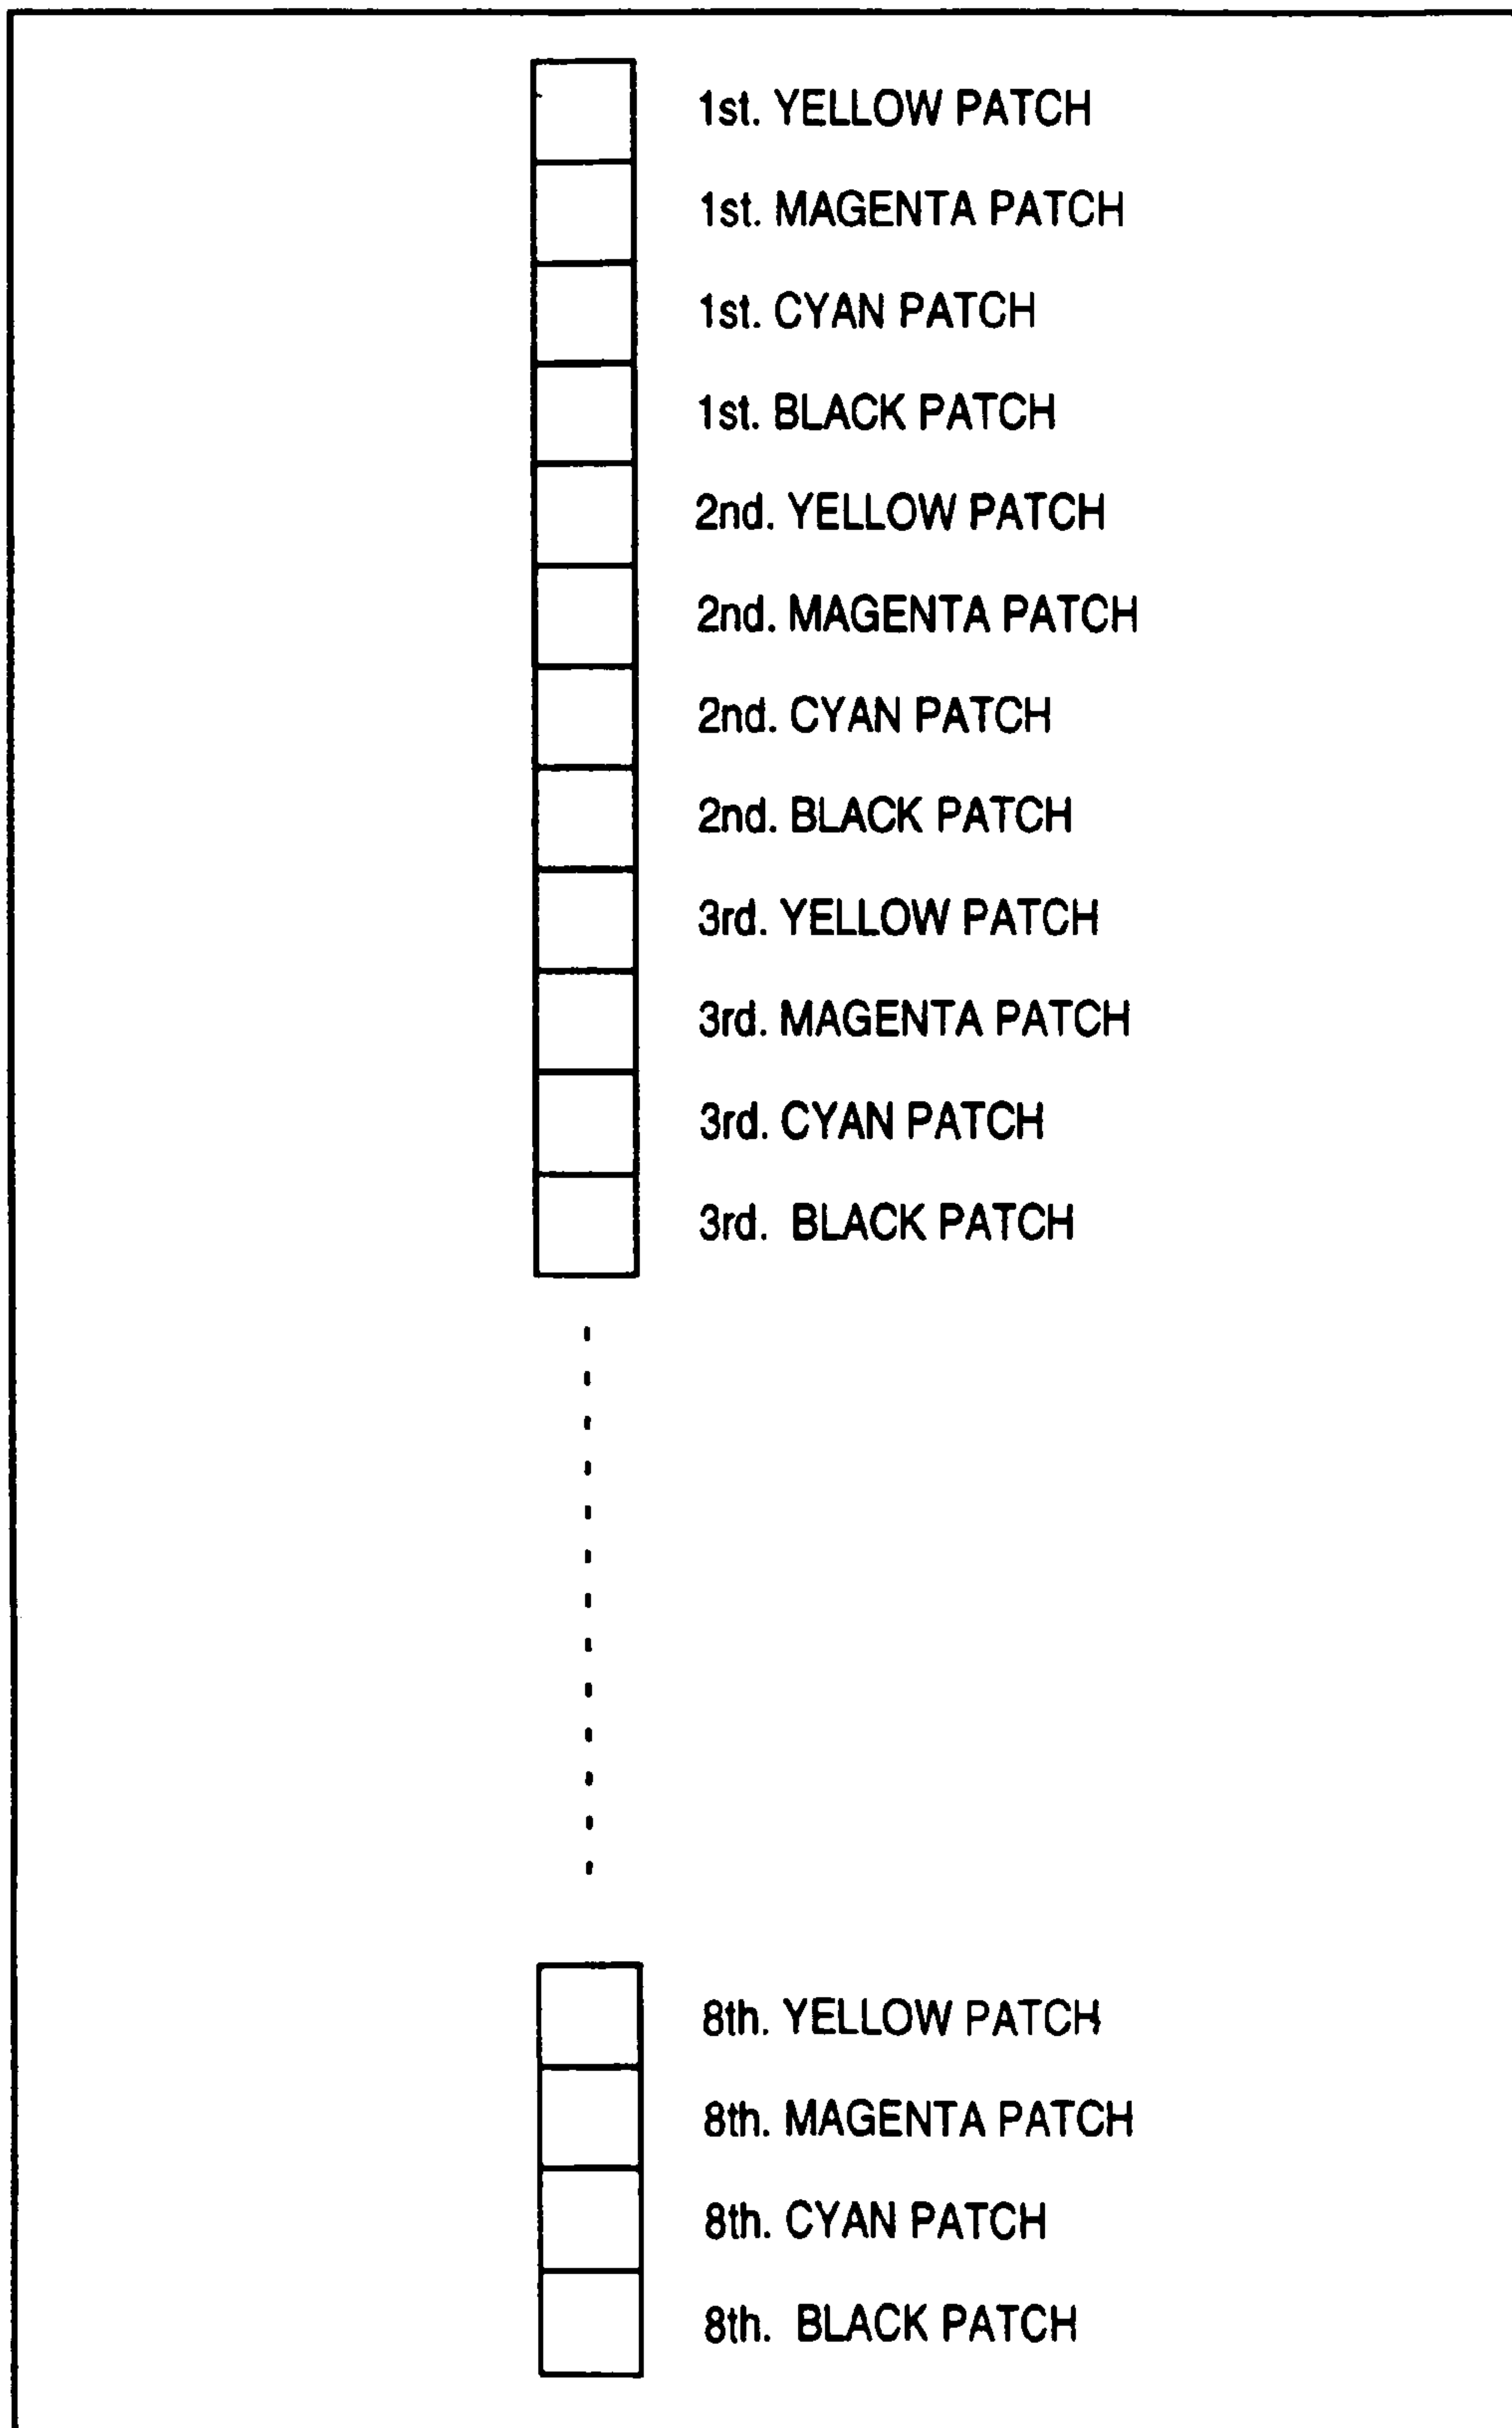 1st. YELLOW PATCH
1st. MAGENTA PATCH
1st. CYAN PATCH
1st. BLACK PATCH
2nd. YELLOW PATCH
2nd. MAGENTA PATCH
2nd. CYAN PATCH
2nd. BLACK PATCH
3rd. YELLOW PATCH
3rd. MAGENTA PATCH
3rd. CYAN PATCH
3rd. BLACK PATCH
8th. YELLOW PATCH
8th. MAGENTA PATCH
8th. CYAN PATCH
8th. BLACK PATCH